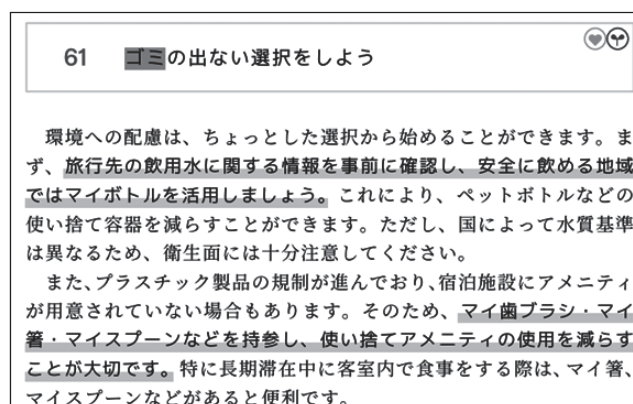 61 ゴミの出ない選択をしよう
環境への配慮は、ちょっとした選択から始めることができます。ま
ず、旅行先の飲用水に関する情報を事前に確認し、安全に飲める地域
ではマイボトルを活用しましょう。これにより、ペットボトルなどの
使い捨て容器を減らすことができます。ただし、国によって水質基準
は異なるため、衛生面には十分注意してください。
また、プラスチック製品の規制が進んでおり、宿泊施設にアメニティ
が用意されていない場合もあります。そのため、マイ歯ブラシ・マイ
箸・マイスプーンなどを持参し、使い捨てアメニティの使用を減らす
ことが大切です。特に長期滞在中に客室内で食事をする際は、マイ箸、
マイスプーンなどがあると便利です。